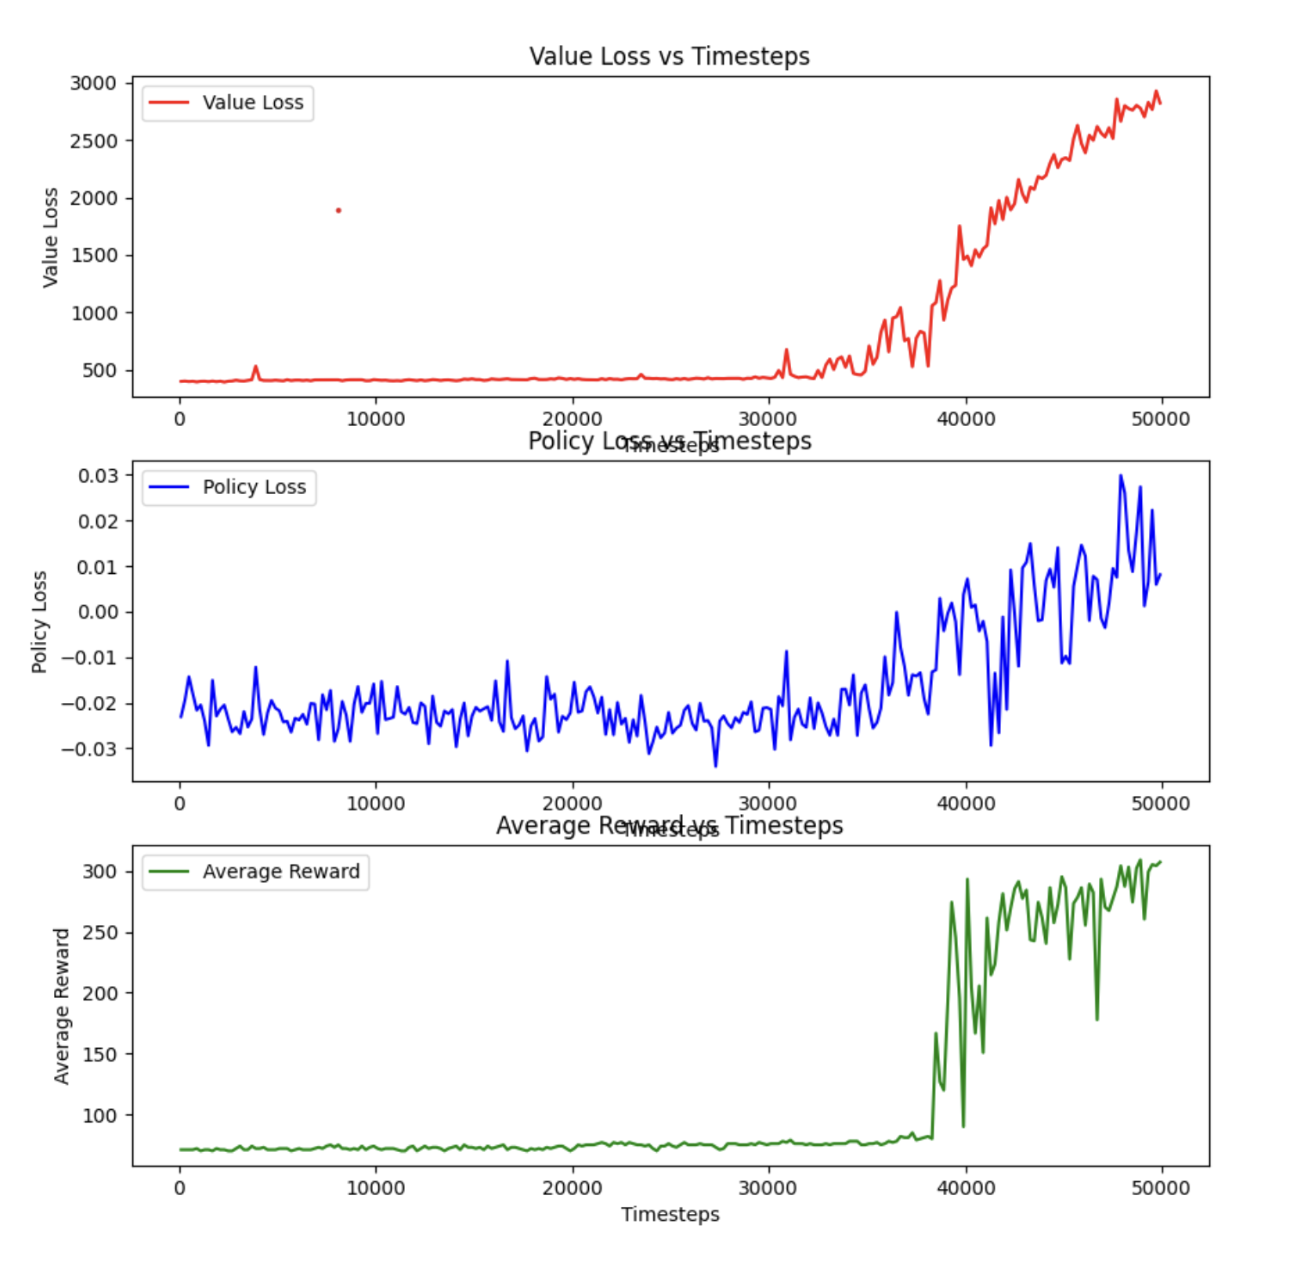 Value Loss vs Timesteps
Value Loss
3000
2500
2000
1500
1000
500
Value Loss
0 10000 20000 30000 40000 50000
Timesteps
Policy Loss vs Timesteps
Policy Loss
0.03
0.02
0.01
0.00
−0.01
−0.02
−0.03
Policy Loss
0 10000 20000 30000 40000 50000
Timesteps
Average Reward vs Timesteps
Average Reward
300
250
200
150
100
Average Reward
0 10000 20000 30000 40000 50000
Timesteps